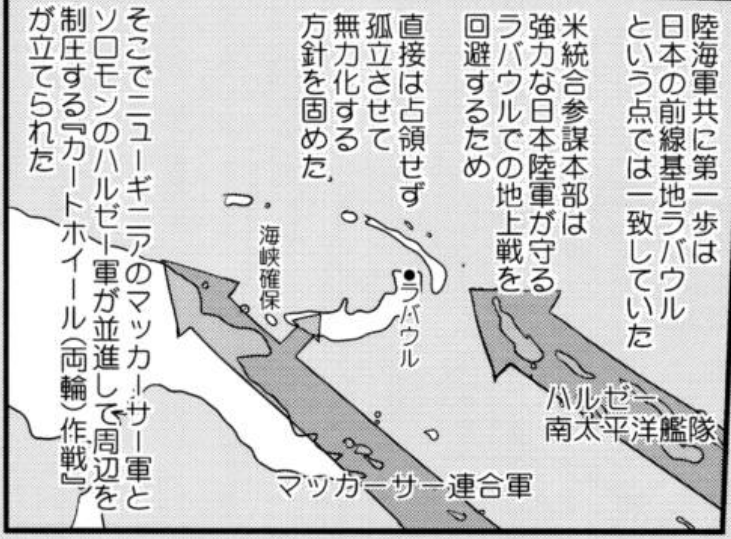 陸海軍共に第一歩は
日本の前線基地ラバウル
という点では一致していた
米統合参謀本部は
強力な日本陸軍が守る
ラバウルでの地上戦を
回避するため
直接は占領せず
孤立させて
無力化する
方針を固めた
そこでニューギニアのマッカーサー軍と
ソロモンのハルゼー軍が並進して周辺を
制圧する『カートホイール(両輪)作戦』
が立てられた
海峡確保
ラバウル
ハルゼー
南太平洋艦隊
マッカーサー連合軍